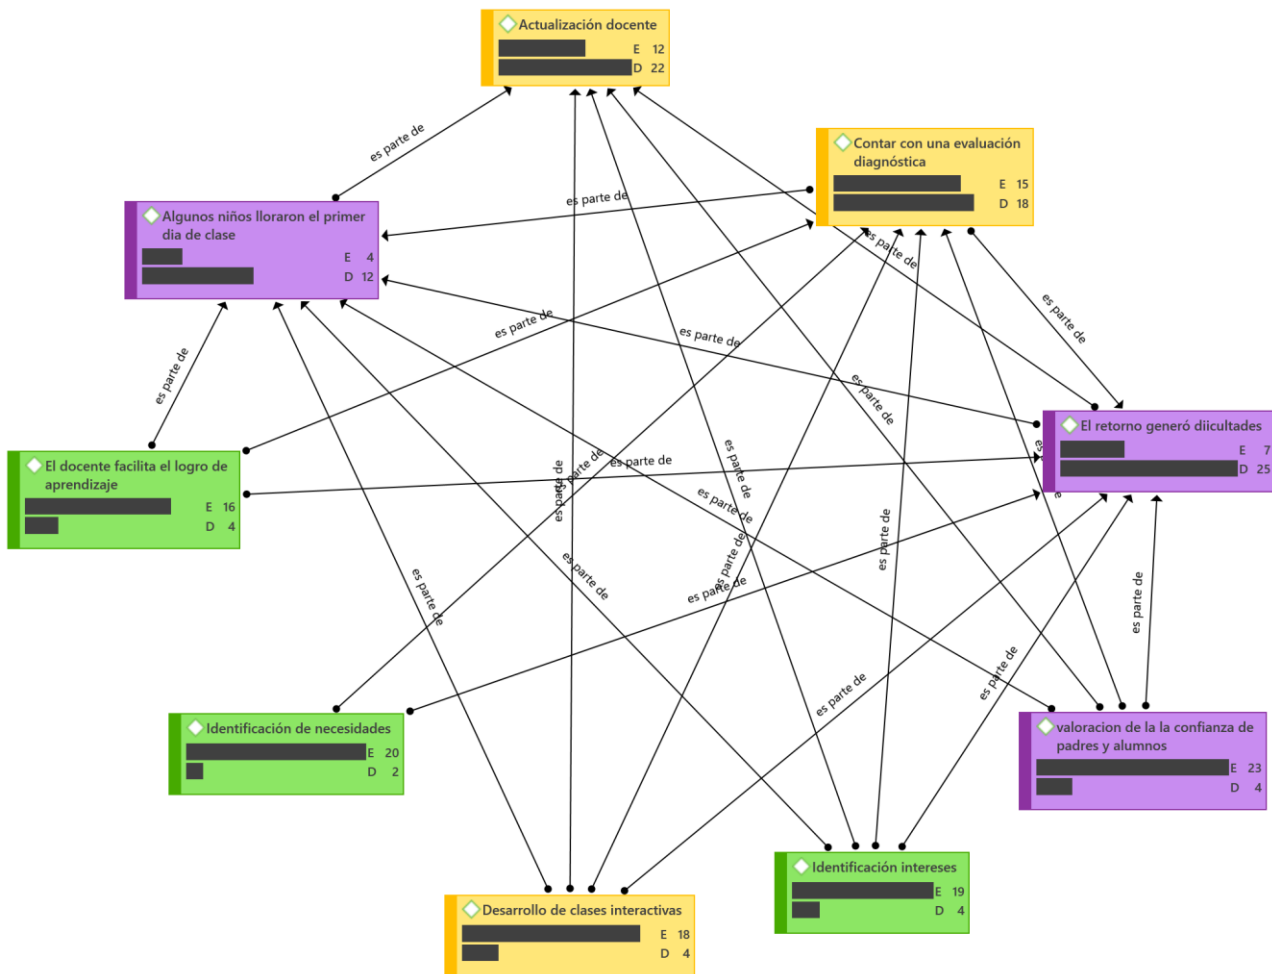 Actualización docente
E 12
D 22
es parte de
Contar con una evaluación
diagnóstica
E 15
D 18
es parte de
Algunos niños lloraron el primer
dia de clase
E 4
D 12
es parte de
es parte de
es parte de
es parte de
es parte de
es parte de
es parte de
El retorno generó diicultades
E 7
D 25
El docente facilita el logro de
aprendizaje
E 16
D 4
es parte de
es parte de
es parte de
es parte de
es parte de
es parte de
es parte de
es parte de
es parte de
es parte de
es parte de
es parte de
es parte de
es parte de
Identificación de necesidades
E 20
D 2
valoracion de la la confianza de
padres y alumnos
E 23
D 4
Identificación intereses
E 19
D 4
Desarrollo de clases interactivas
E 18
D 4